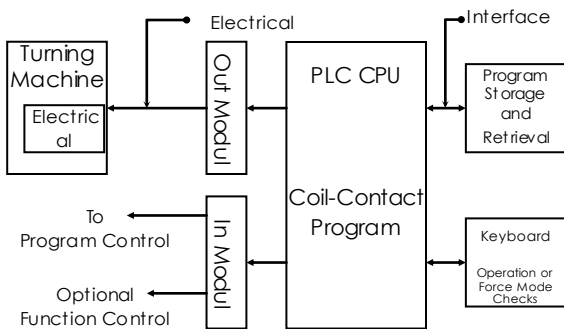 Electrical
Interface
Turning
Machine
Electric
al
Out Modul
PLC CPU
Program
Storage
and
Retrieval
Coil-Contact
Program
To
Program Control
In Modul
Optional
Function Control
Keyboard
Operation or
Force Mode
Checks